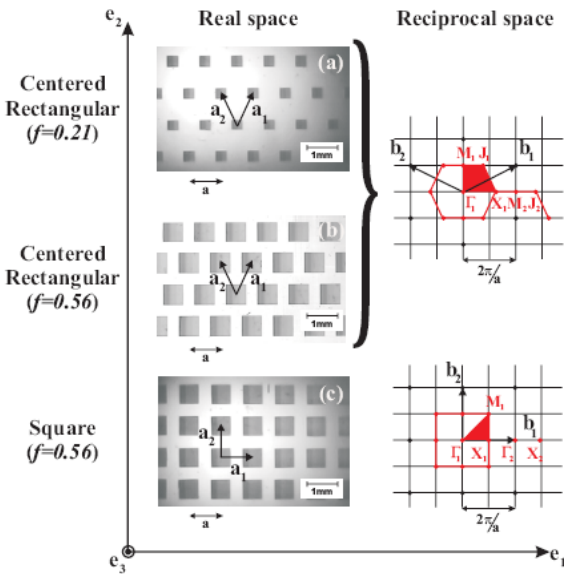 e2
Real space
Reciprocal space
Centered
Rectangular
(f=0.21)
(a)
a2
a1
1mm
a
M1 J1
b2
b1
Γ1
X1 M2 J2
2π/a
Centered
Rectangular
(f=0.56)
(b)
a2
a1
1mm
a
Square
(f=0.56)
(c)
a2
a1
1mm
a
b2
M1
b1
Γ1
X1
Γ2
X2
2π/a
e3
e1